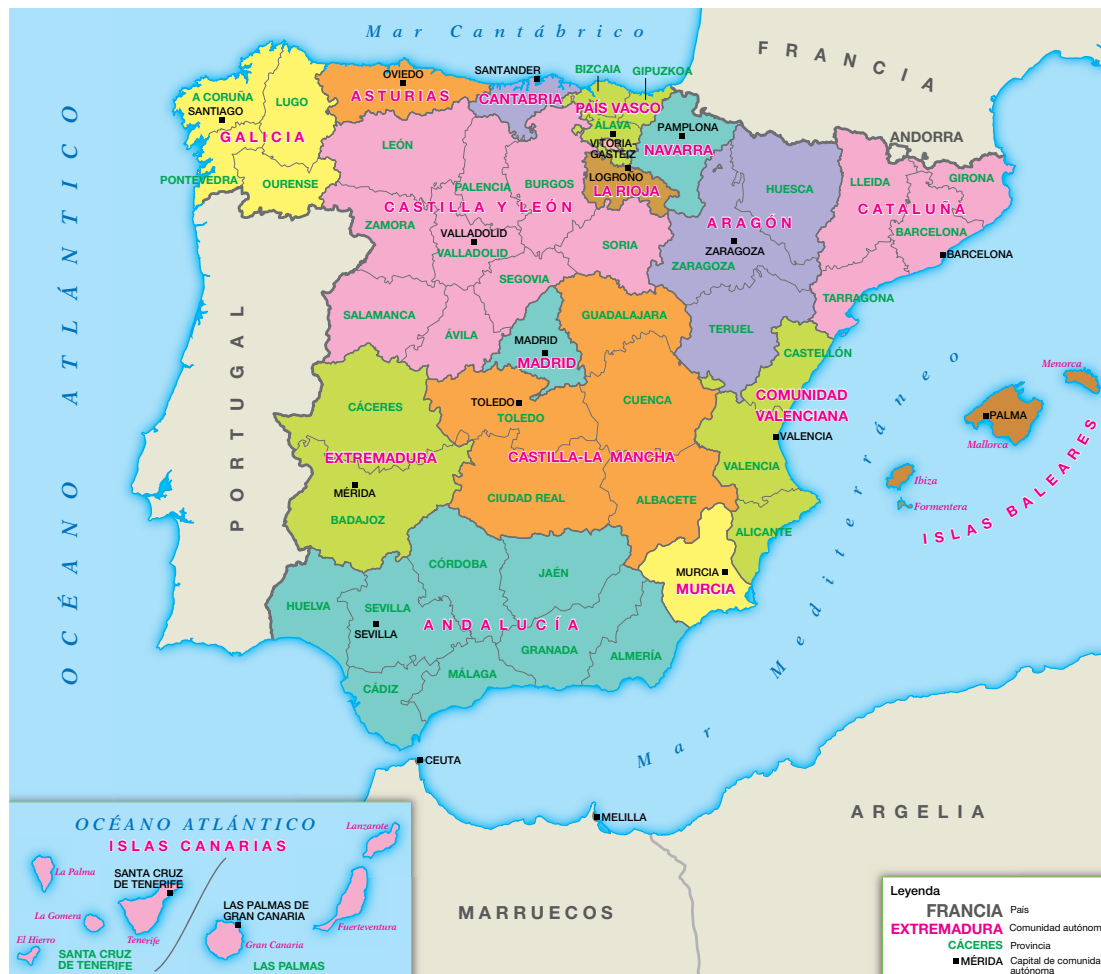 Mar Cantábrico
FRANCIA
ANDORRA
OCÉANO ATLÁNTICO
PORTUGAL
A CORUÑA
LUGO
SANTIAGO
GALICIA
PONTEVEDRA
OURENSE
OVIEDO
ASTURIAS
SANTANDER
CANTABRIA
BIZCAIA
GIPUZKOA
PAÍS VASCO
ÁLAVA
VITORIA-
GASTEIZ
PAMPLONA
NAVARRA
LOGROÑO
LA RIOJA
LEÓN
PALENCIA
BURGOS
CASTILLA Y LEÓN
ZAMORA
VALLADOLID
VALLADOLID
SORIA
SEGOVIA
SALAMANCA
ÁVILA
HUESCA
ARAGÓN
ZARAGOZA
ZARAGOZA
TERUEL
LLEIDA
GIRONA
CATALUÑA
BARCELONA
BARCELONA
TARRAGONA
MADRID
MADRID
GUADALAJARA
TOLEDO
TOLEDO
CUENCA
CASTILLA-LA MANCHA
CIUDAD REAL
ALBACETE
CASTELLÓN
COMUNIDAD
VALENCIANA
VALENCIA
VALENCIA
ALICANTE
CÁCERES
EXTREMADURA
MÉRIDA
BADAJOZ
MURCIA
MURCIA
HUELVA
SEVILLA
SEVILLA
CÓRDOBA
JAÉN
ANDALUCÍA
GRANADA
ALMERÍA
MÁLAGA
CÁDIZ
Menorca
PALMA
Mallorca
Ibiza
Formentera
ISLAS BALEARES
Mar Mediterráneo
CEUTA
MELILLA
MARRUECOS
ARGELIA
OCÉANO ATLÁNTICO
ISLAS CANARIAS
Lanzarote
La Palma
SANTA CRUZ
DE TENERIFE
La Gomera
Tenerife
El Hierro
SANTA CRUZ
DE TENERIFE
LAS PALMAS DE
GRAN CANARIA
Fuerteventura
Gran Canaria
LAS PALMAS
Leyenda
FRANCIA País
EXTREMADURA Comunidad autónom
CÁCERES Provincia
MÉRIDA Capital de comunida
autónoma